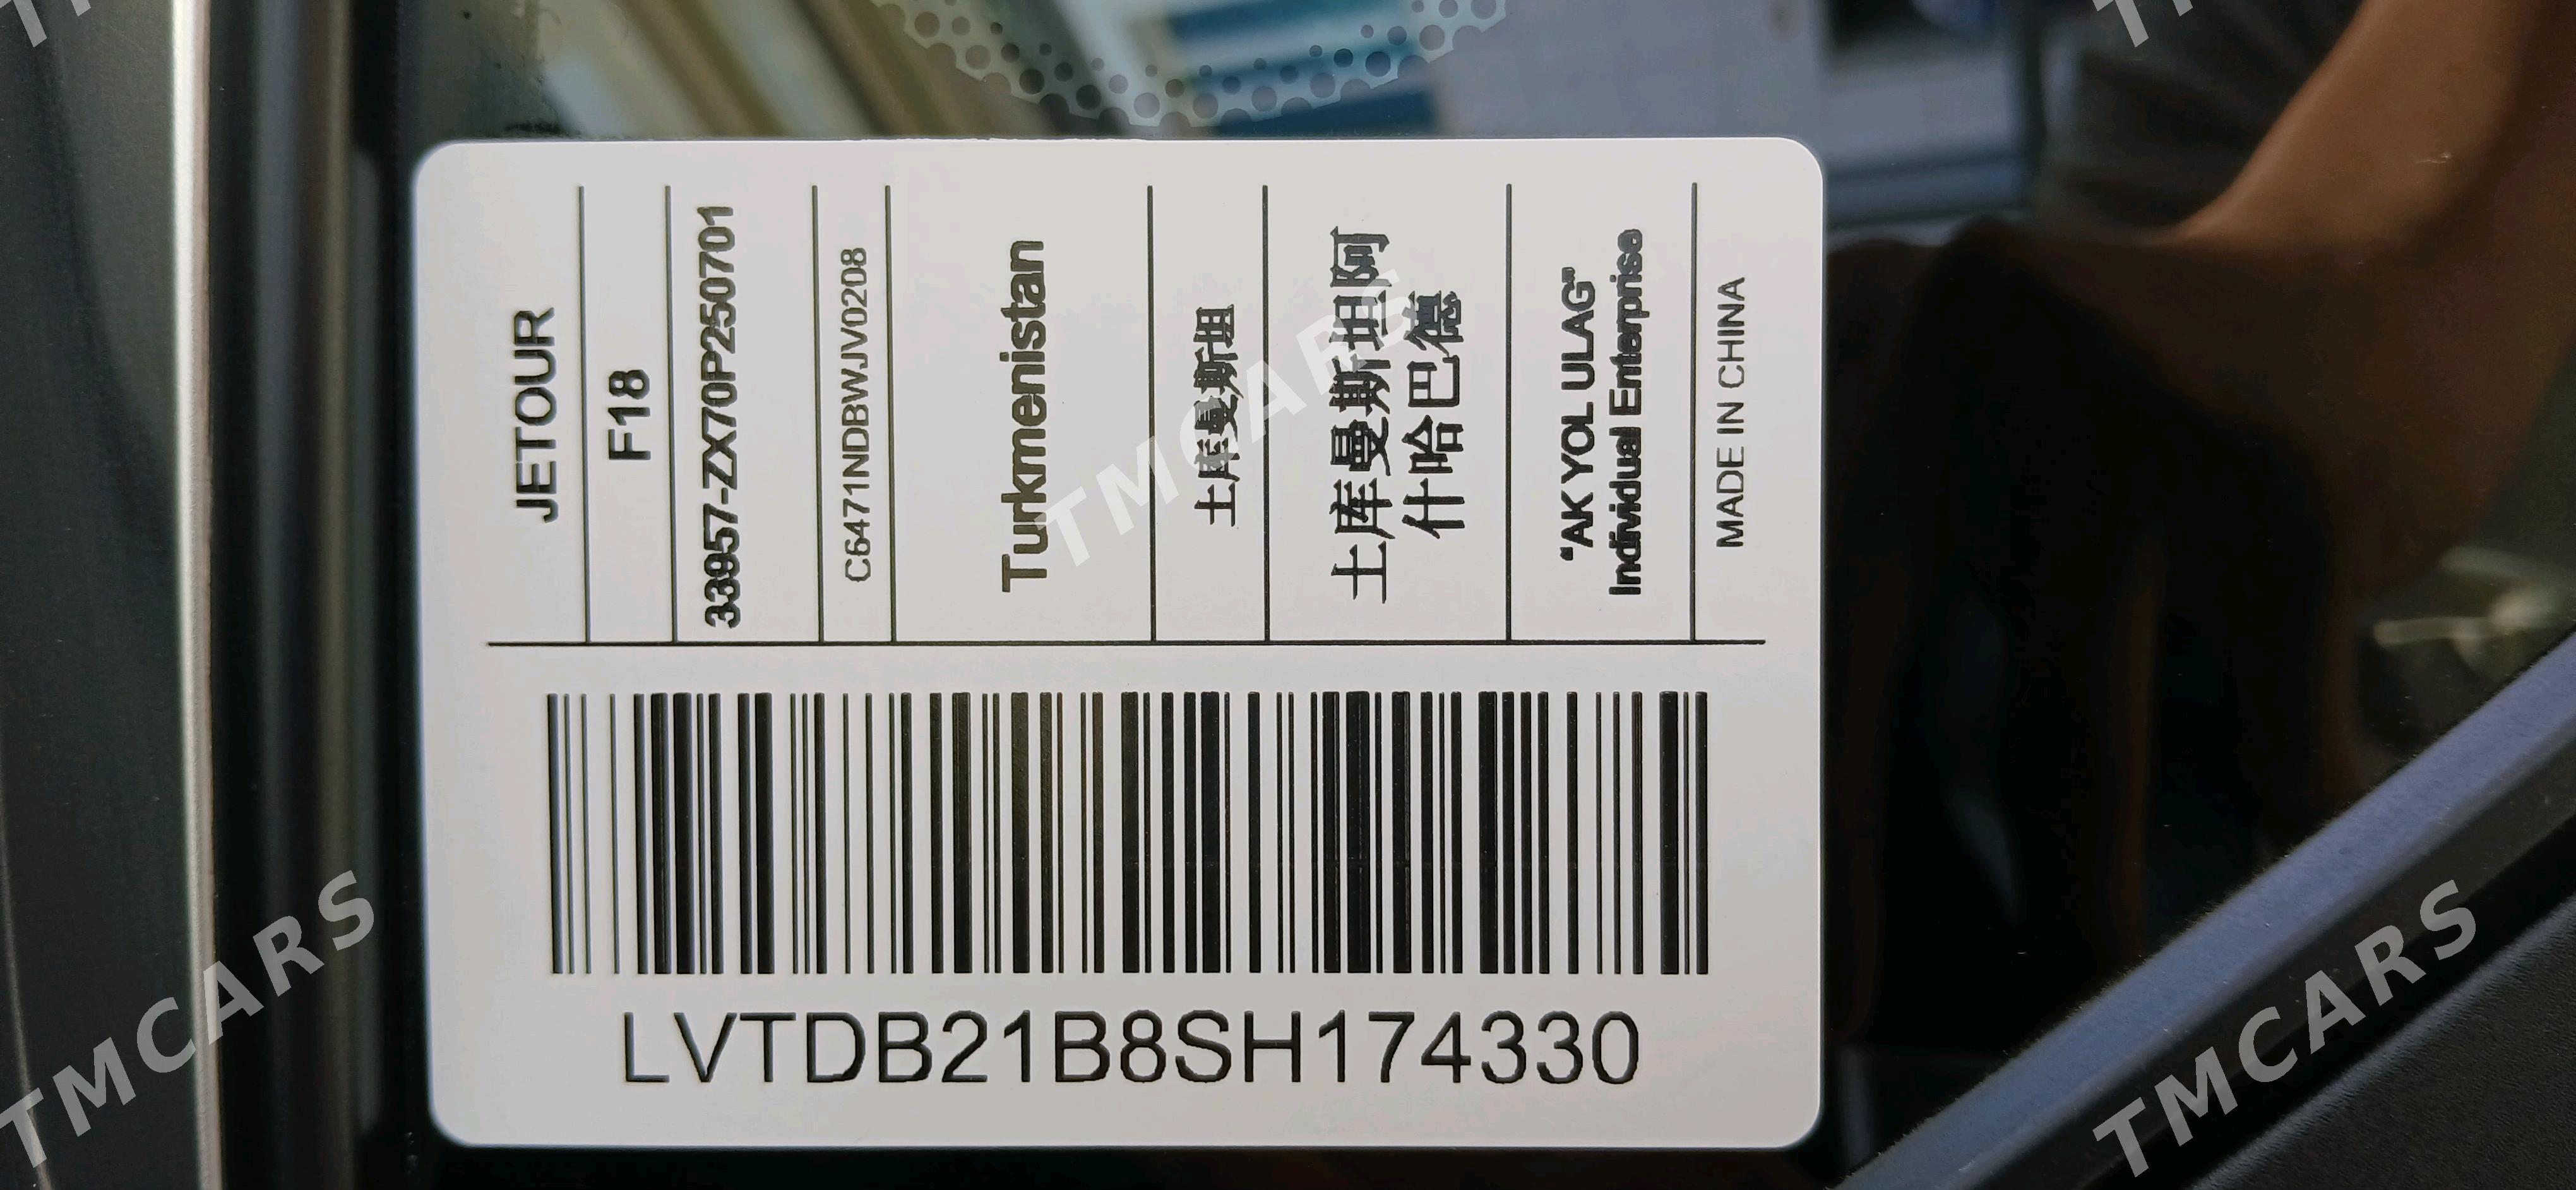 JETOUR
F18
33957-ZX70P250701
C6471NDBWJV0208
Turkmenistan
土库曼斯坦
土库曼斯坦阿
什哈巴德
“AK YOL ULAG”
Individual Enterprise
MADE IN CHINA
LVTDB21B8SH174330
TMCARS
TMCARS
TMCARS